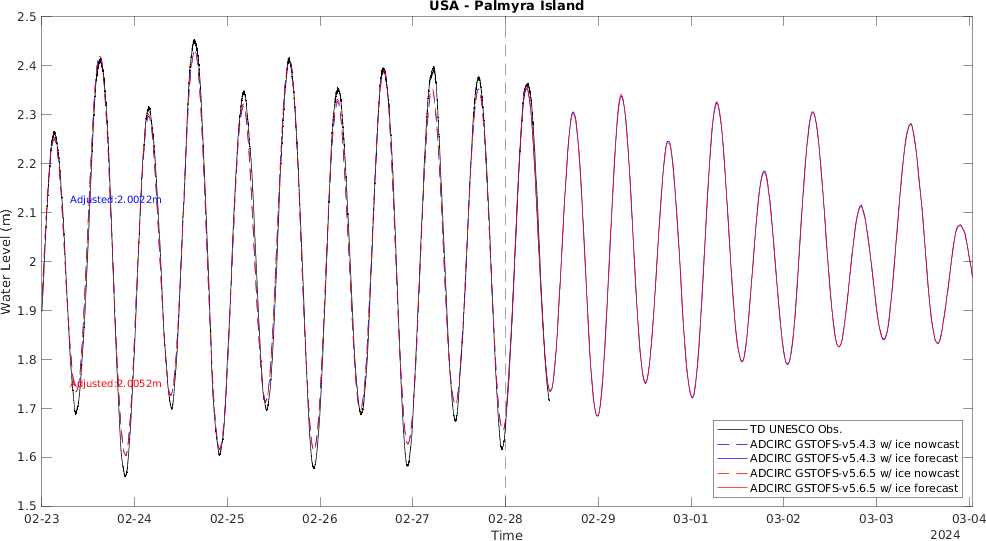 USA - Palmyra Island
Water Level (m)
2.5
2.4
2.3
2.2
2.1
2
1.9
1.8
1.7
1.6
1.5
Adjusted:2.0022m
Adjusted:2.0052m
TD UNESCO Obs.
ADCIRC GSTOFS-v5.4.3 w/ ice nowcast
ADCIRC GSTOFS-v5.4.3 w/ ice forecast
ADCIRC GSTOFS-v5.6.5 w/ ice nowcast
ADCIRC GSTOFS-v5.6.5 w/ ice forecast
02-23 02-24 02-25 02-26 02-27 02-28 02-29 03-01 03-02 03-03 03-04
Time
2024